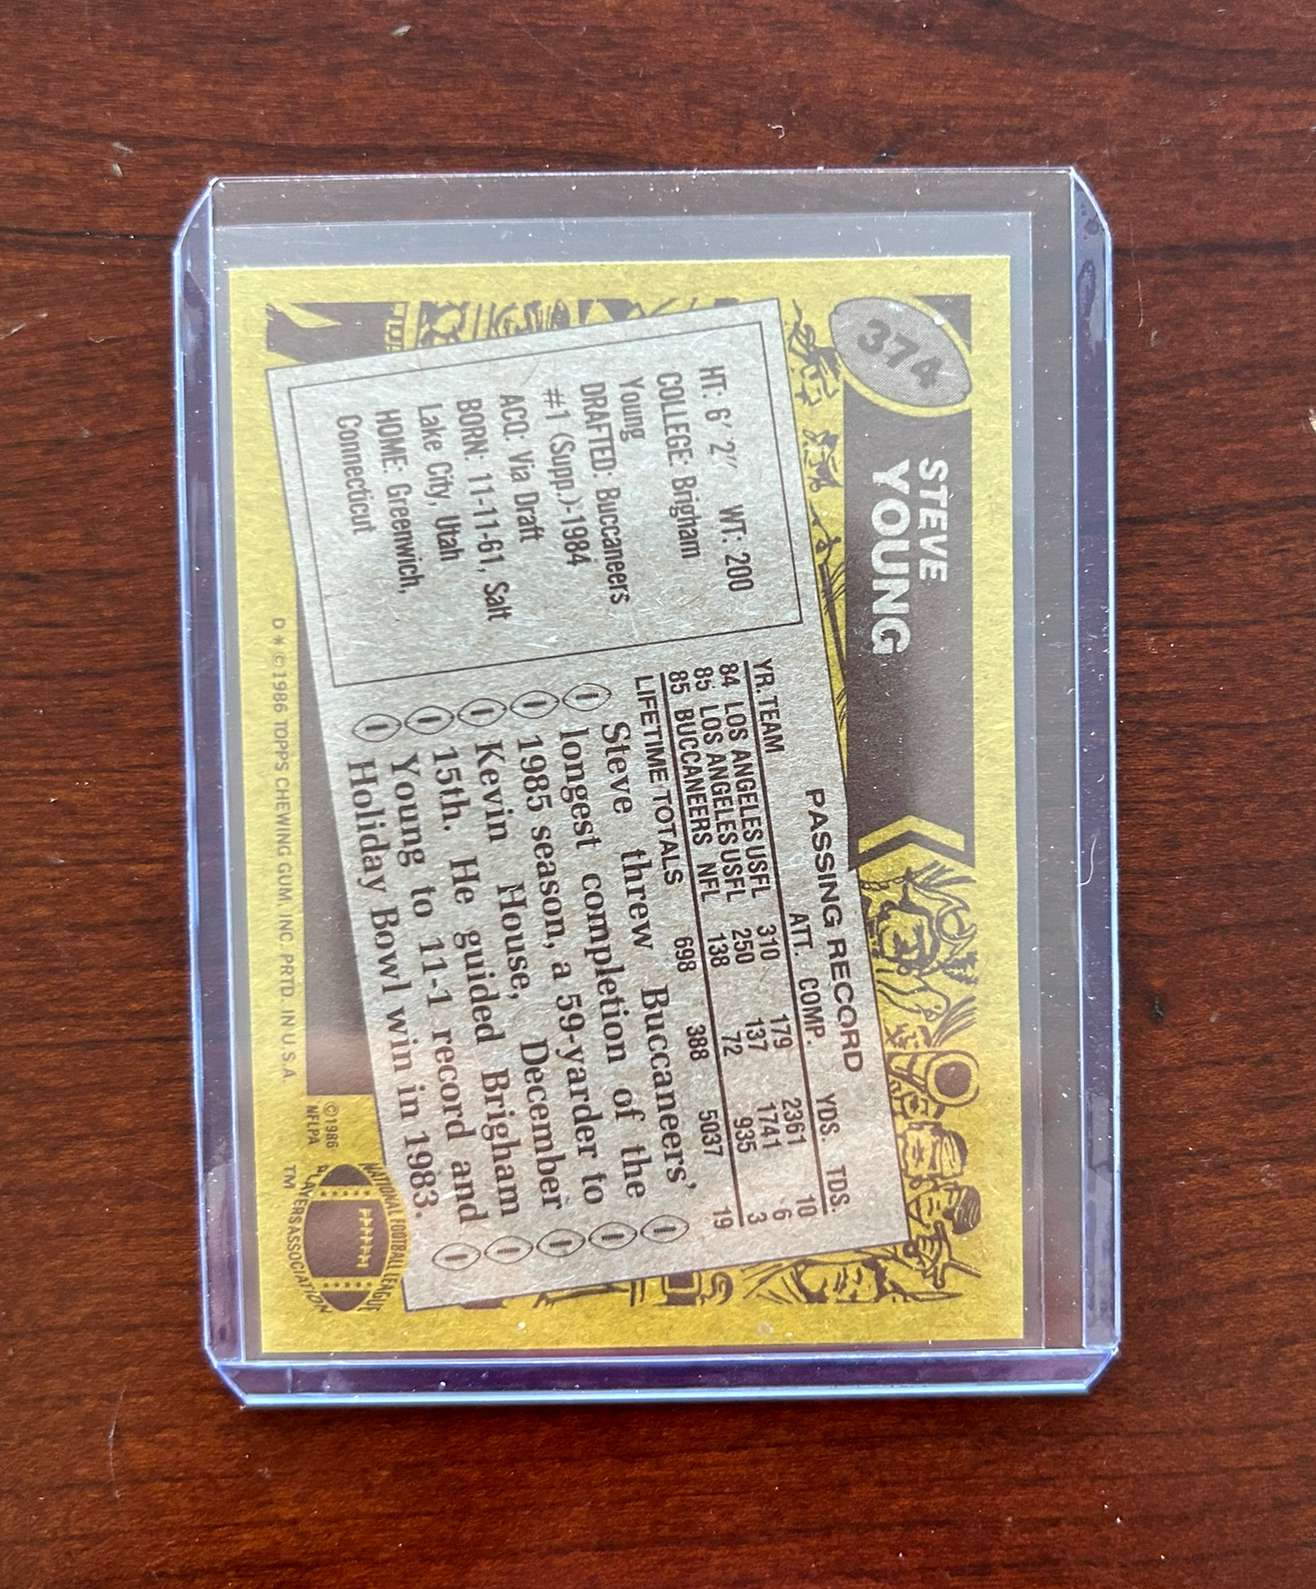 374
STEVE
YOUNG
HT: 6' 2" WT: 200
COLLEGE: Brigham
Young
DRAFTED: Buccaneers
#1 (Supp.)-1984
ACQ: Via Draft
BORN: 11-11-61, Salt
Lake City, Utah
HOME: Greenwich,
Connecticut
PASSING RECORD
YR. TEAM ATT. COMP. YDS. TDS.
84 LOS ANGELES USFL 310 179 2361 10
85 LOS ANGELES USFL 250 137 1741 6
85 BUCCANEERS NFL 138 72 935 3
LIFETIME TOTALS 698 388 5037 19
Steve threw Buccaneers'
longest completion of the
1985 season, a 59-yarder to
Kevin House, December
15th. He guided Brigham
Young to 11-1 record and
Holiday Bowl win in 1983.
D * © 1986 TOPPS CHEWING GUM, INC. PRTD. IN U.S.A.
© 1986
NFLPA
NATIONAL FOOTBALL LEAGUE
PLAYERS ASSOCIATION
TM